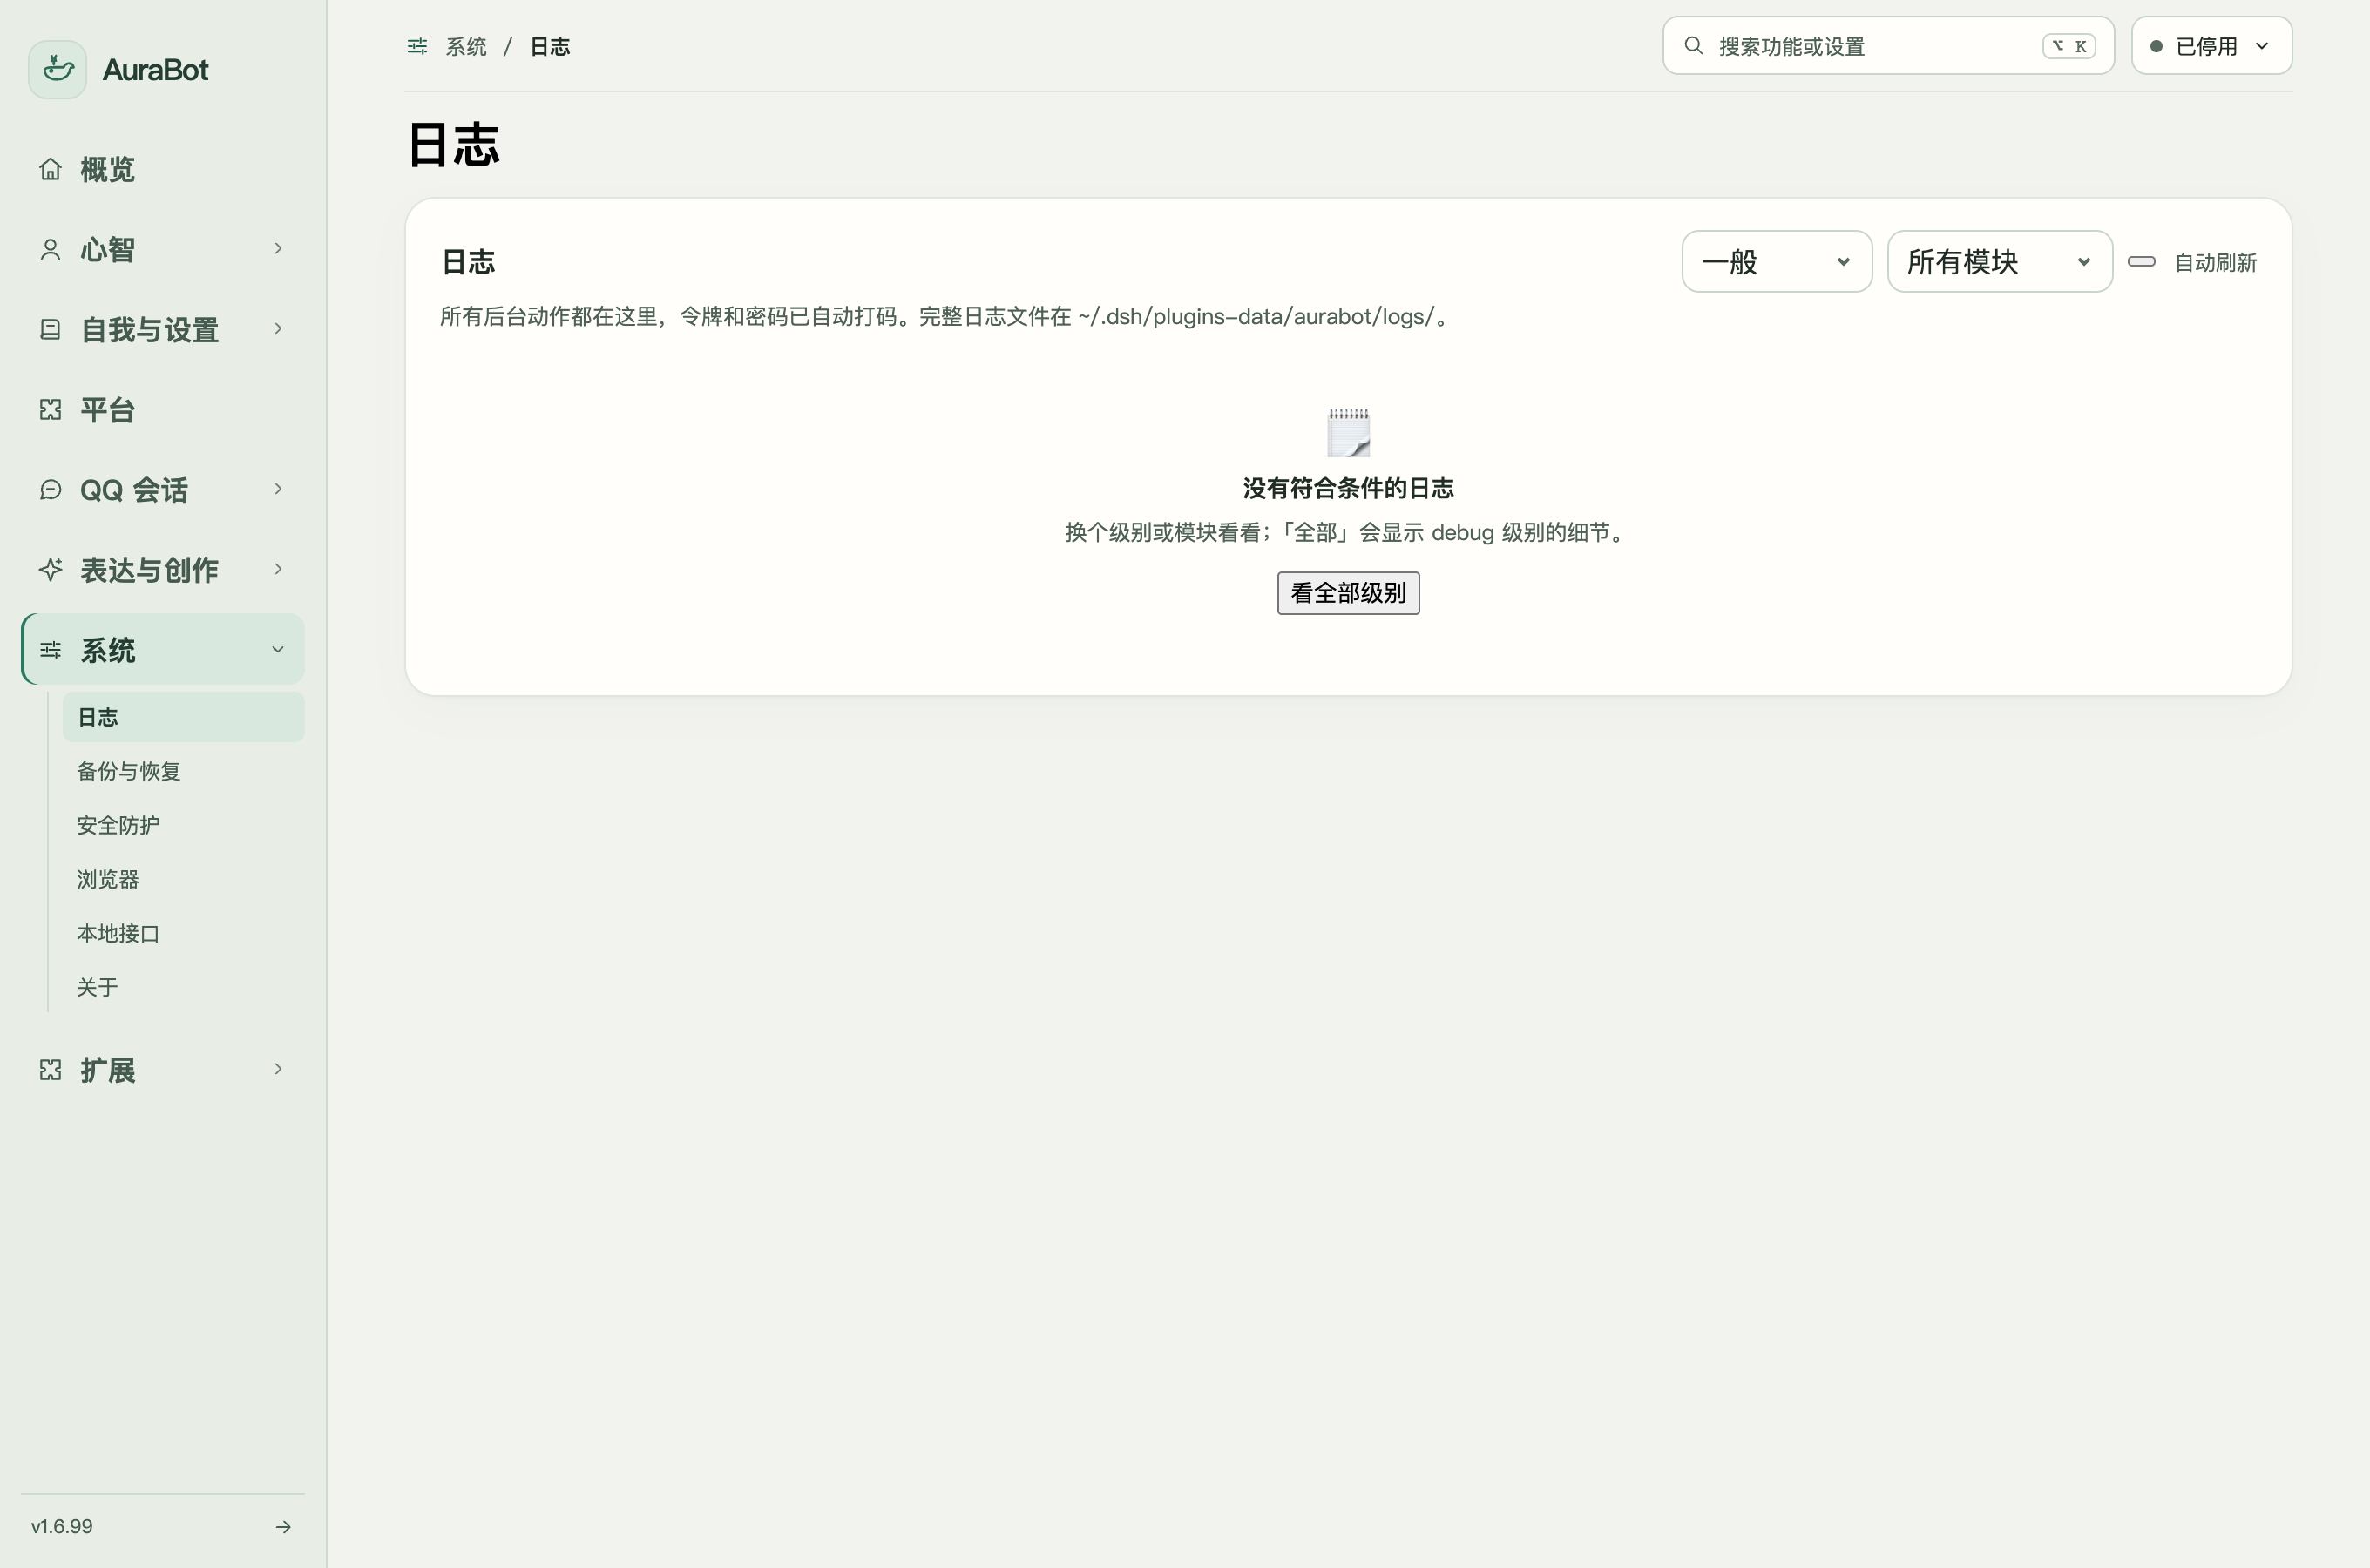 AuraBot
概览
心智
自我与设置
平台
QQ 会话
表达与创作
系统
日志
备份与恢复
安全防护
浏览器
本地接口
关于
扩展
v1.6.99
系统 / 日志
搜索功能或设置
⌥ K
已停用
日志
日志
一般
所有模块
自动刷新
所有后台动作都在这里，令牌和密码已自动打码。完整日志文件在 ~/.dsh/plugins-data/aurabot/logs/。
没有符合条件的日志
换个级别或模块看看；「全部」会显示 debug 级别的细节。
看全部级别